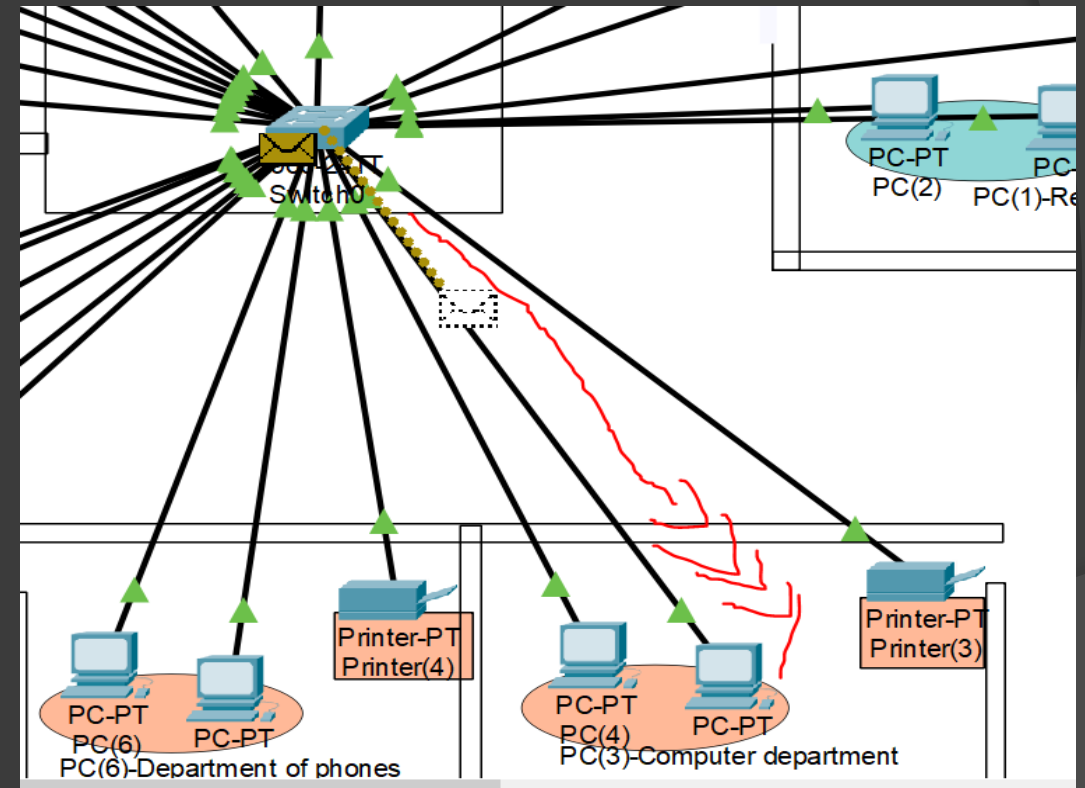 Switch0
PC-PT
PC(2)
PC-
PC(1)-Re
Printer-PT
Printer(4)
Printer-PT
Printer(3)
PC-PT
PC(6)
PC-PT
PC(6)-Department of phones
PC-PT
PC(4)
PC-PT
PC(3)-Computer department